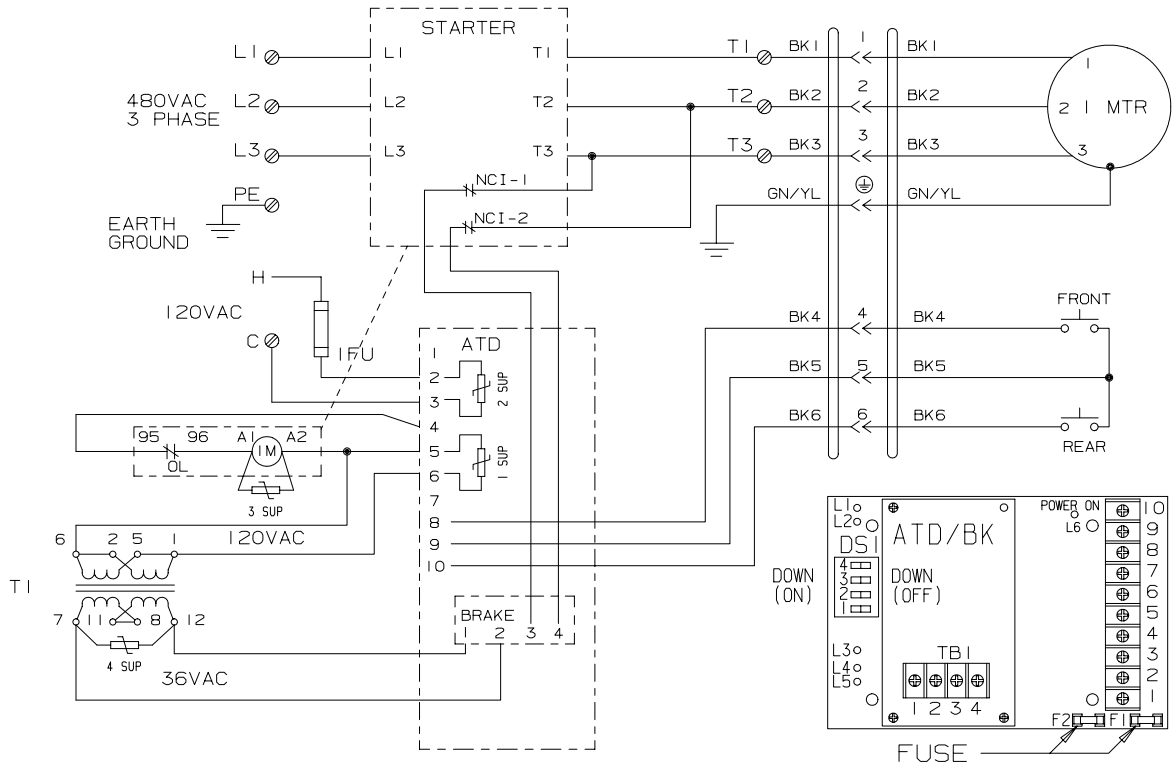 STARTER
L1 L1 T1 T1 BK1 1 BK1 1
480VAC
3 PHASE
L2 L2 T2 T2 BK2 2 BK2 2 1 MTR
L3 L3 T3 T3 BK3 3 BK3 3
NCI-1
PE
GN/YL GN/YL
EARTH
GROUND
NCI-2
H
120VAC
C
1FU
ATD
1
2
3
4
5
6
7
8
9
10
2 SUP
1 SUP
FRONT
BK4 4 BK4
BK5 5 BK5
BK6 6 BK6
REAR
95 96 A1 1M A2
OL
3 SUP
120VAC
6 2 5 1
T1
7 11 8 12
4 SUP
36VAC
BRAKE
1 2 3 4
L1
L2
DS1
4
3
2
1
DOWN
(ON)
DOWN
(OFF)
L3
L4
L5
ATD/BK
TB1
1 2 3 4
POWER ON
L6
10
9
8
7
6
5
4
3
2
1
F2 F1
FUSE